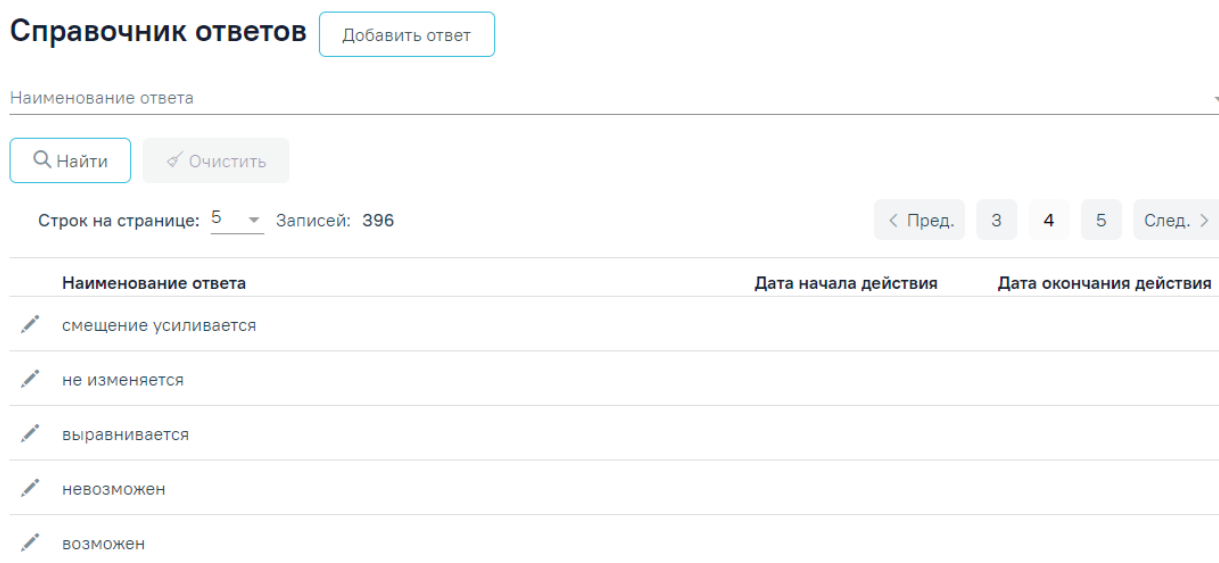 Справочник ответов Добавить ответ
Наименование ответа
Найти Очистить
Строк на странице: 5 Записей: 396 < Пред. 3 4 5 След. >
Наименование ответа Дата начала действия Дата окончания действия
смещение усиливается
не изменяется
выравнивается
невозможен
возможен